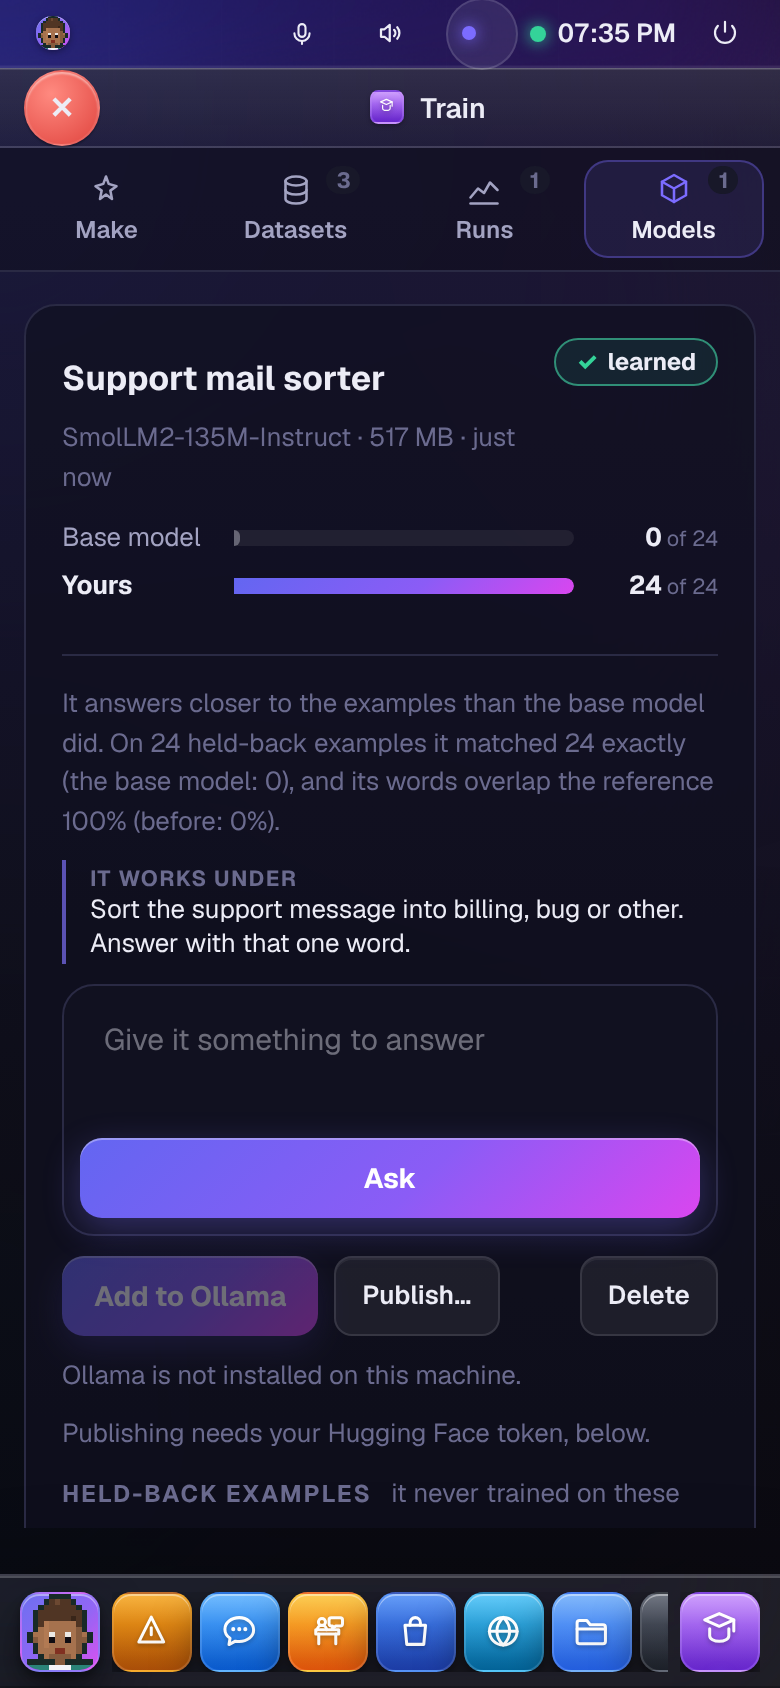 07:35 PM
Train
3
1
1
Make
Datasets
Runs
Models
Support mail sorter
learned
SmolLM2-135M-Instruct · 517 MB · just
now
Base model
0 of 24
Yours
24 of 24
It answers closer to the examples than the base model
did. On 24 held-back examples it matched 24 exactly
(the base model: 0), and its words overlap the reference
100% (before: 0%).
IT WORKS UNDER
Sort the support message into billing, bug or other.
Answer with that one word.
Give it something to answer
Ask
Add to Ollama
Publish...
Delete
Ollama is not installed on this machine.
Publishing needs your Hugging Face token, below.
HELD-BACK EXAMPLES it never trained on these